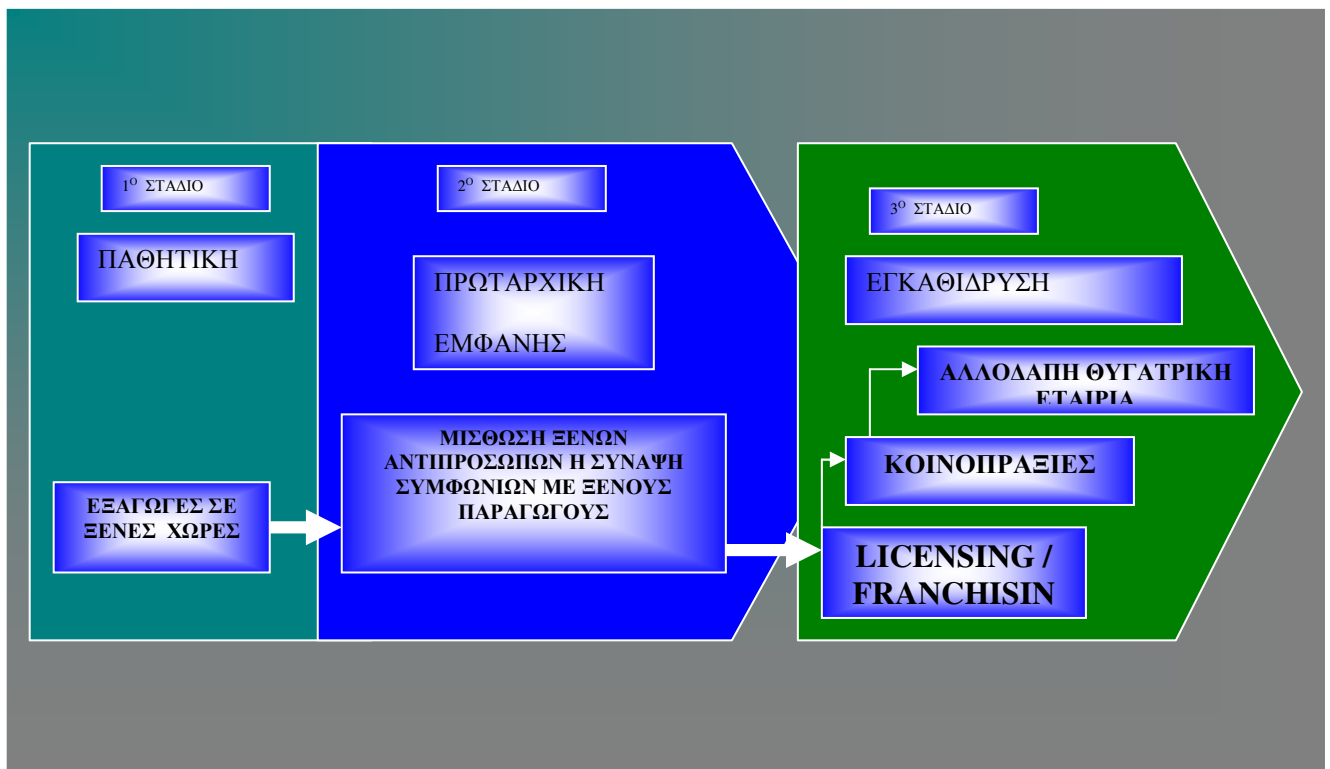 1Ο ΣΤΑΔΙΟ
ΠΑΘΗΤΙΚΗ
ΕΞΑΓΩΓΕΣ ΣΕ
ΞΕΝΕΣ ΧΩΡΕΣ
2Ο ΣΤΑΔΙΟ
ΠΡΩΤΑΡΧΙΚΗ
ΕΜΦΑΝΗΣ
ΜΙΣΘΩΣΗ ΞΕΝΩΝ
ΑΝΤΙΠΡΟΣΩΠΩΝ Η ΣΥΝΑΨΗ
ΣΥΜΦΩΝΙΩΝ ΜΕ ΞΕΝΟΥΣ
ΠΑΡΑΓΩΓΟΥΣ
3Ο ΣΤΑΔΙΟ
ΕΓΚΑΘΙΔΡΥΣΗ
ΑΛΛΟΔΑΠΗ ΘΥΓΑΤΡΙΚΗ
ΕΤΑΙΡΙΑ
ΚΟΙΝΟΠΡΑΞΙΕΣ
LICENSING /
FRANCHISIN